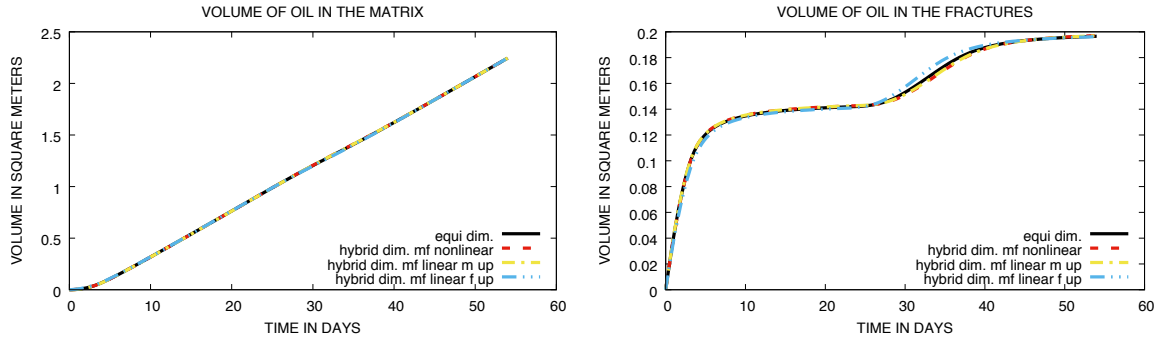 VOLUME OF OIL IN THE MATRIX
2.5
2
1.5
1
0.5
0
VOLUME IN SQUARE METERS
0 10 20 30 40 50 60
TIME IN DAYS
equi dim.
hybrid dim. mf nonlinear
hybrid dim. mf linear m up
hybrid dim. mf linear f up
VOLUME OF OIL IN THE FRACTURES
0.2
0.18
0.16
0.14
0.12
0.1
0.08
0.06
0.04
0.02
0
VOLUME IN SQUARE METERS
0 10 20 30 40 50 60
TIME IN DAYS
equi dim.
hybrid dim. mf nonlinear
hybrid dim. mf linear m up
hybrid dim. mf linear f up